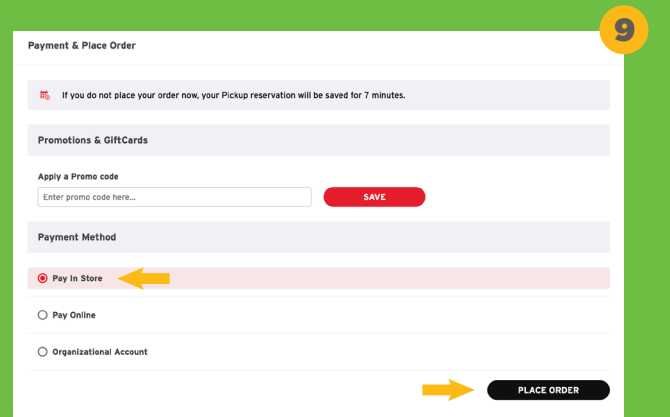 9
Payment & Place Order
If you do not place your order now, your Pickup reservation will be saved for 7 minutes.
Promotions & GiftCards
Apply a Promo code
Enter promo code here...
SAVE
Payment Method
Pay In Store
Pay Online
Organizational Account
PLACE ORDER